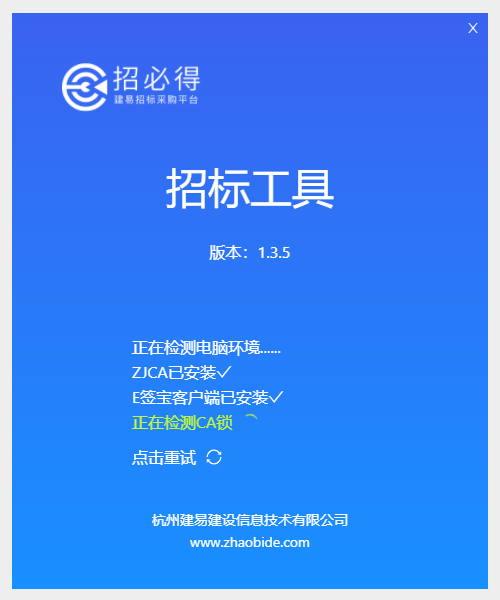 X
招必得
建易招标采购平台
招标工具
版本：1.3.5
正在检测电脑环境......
ZJCA已安装✓
E签宝客户端已安装✓
正在检测CA锁
点击重试
杭州建易建设信息技术有限公司
www.zhaobide.com